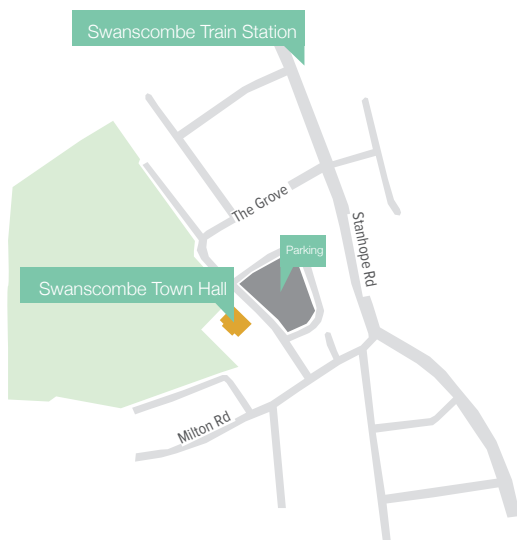 Swanscombe Train Station
The Grove
Stanhope Rd
Parking
Swanscombe Town Hall
Milton Rd